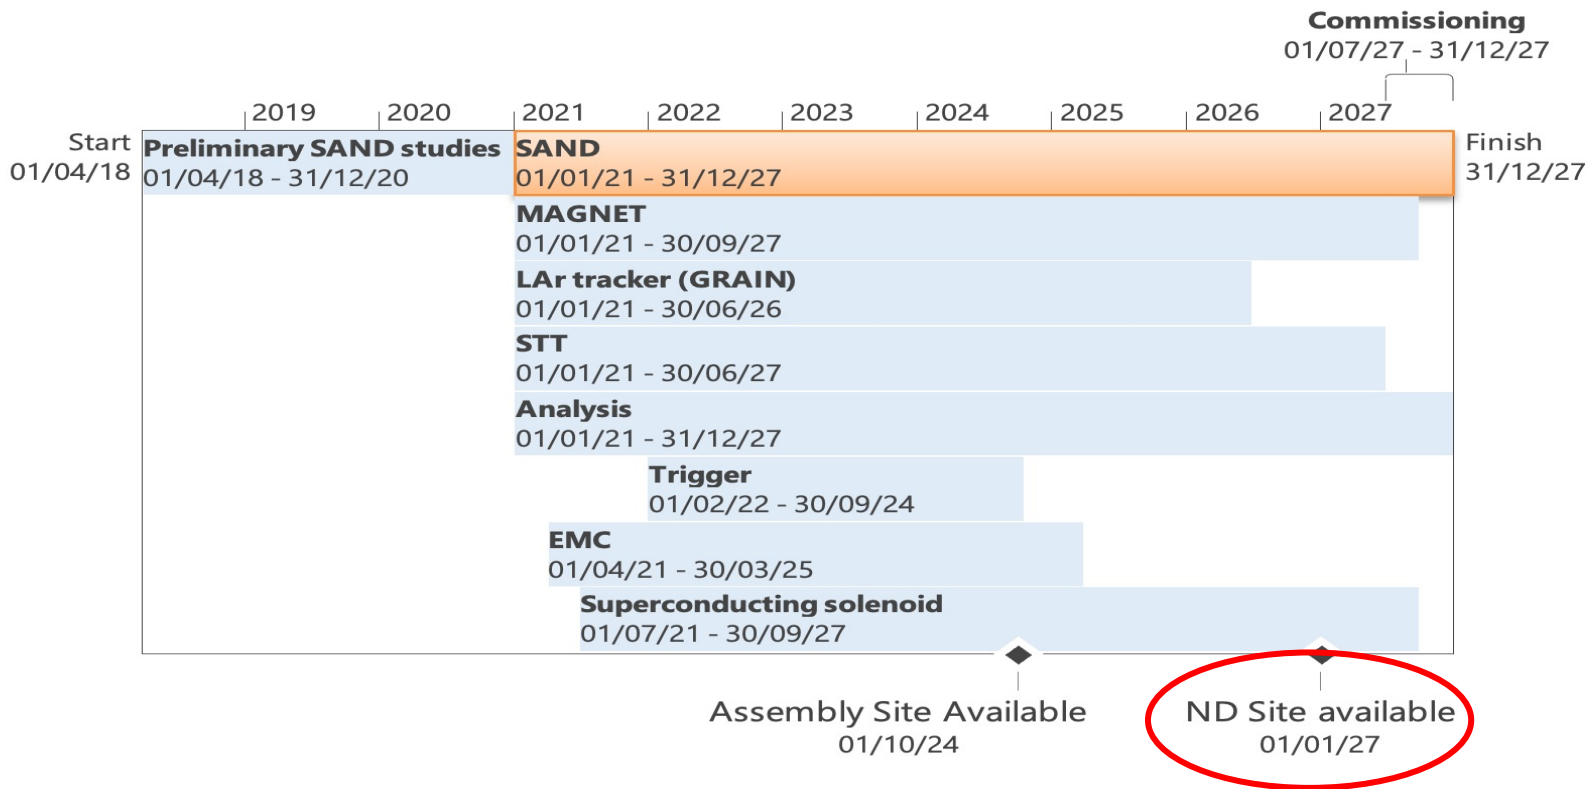 Commissioning
01/07/27 - 31/12/27
2019 2020 2021 2022 2023 2024 2025 2026 2027
Start
01/04/18
Preliminary SAND studies
01/04/18 - 31/12/20
SAND
01/01/21 - 31/12/27
Finish
31/12/27
MAGNET
01/01/21 - 30/09/27
LAr tracker (GRAIN)
01/01/21 - 30/06/26
STT
01/01/21 - 30/06/27
Analysis
01/01/21 - 31/12/27
Trigger
01/02/22 - 30/09/24
EMC
01/04/21 - 30/03/25
Superconducting solenoid
01/07/21 - 30/09/27
Assembly Site Available
01/10/24
ND Site available
01/01/27